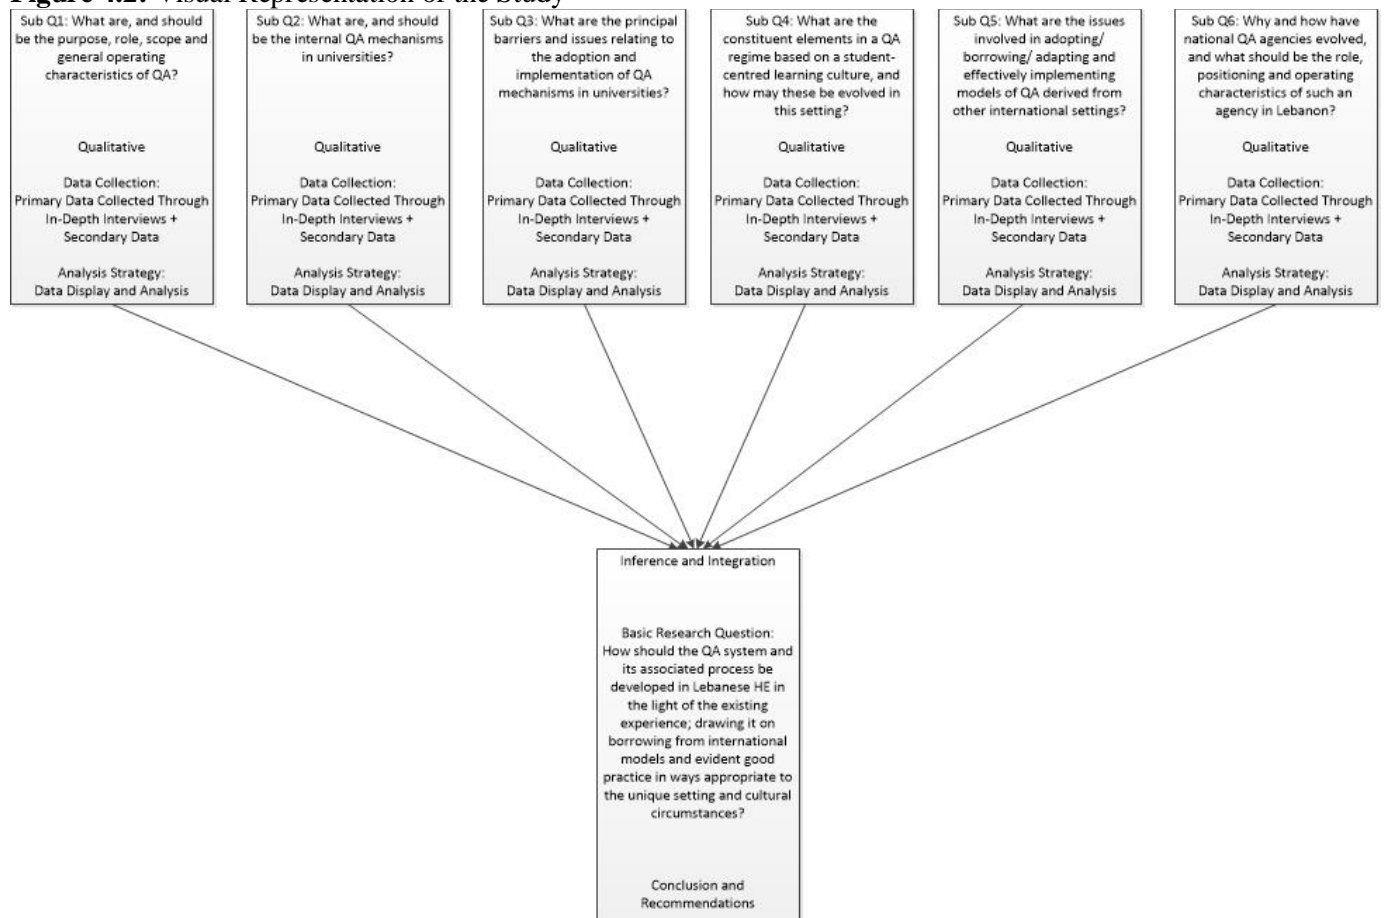 Figure 4.2: Visual Representation of the Study
Sub Q1: What are, and should
be the purpose, role, scope and
general operating
characteristics of QA?
Qualitative
Data Collection:
Primary Data Collected Through
In-Depth Interviews +
Secondary Data
Analysis Strategy:
Data Display and Analysis
Sub Q2: What are, and should
be the internal QA mechanisms
in universities?
Qualitative
Data Collection:
Primary Data Collected Through
In-Depth Interviews +
Secondary Data
Analysis Strategy:
Data Display and Analysis
Sub Q3: What are the principal
barriers and issues relating to
the adoption and
implementation of QA
mechanisms in universities?
Qualitative
Data Collection:
Primary Data Collected Through
In-Depth Interviews +
Secondary Data
Analysis Strategy:
Data Display and Analysis
Sub Q4: What are the
constituent elements in a QA
regime based on a student-
centred learning culture, and
how may these be evolved in
this setting?
Qualitative
Data Collection:
Primary Data Collected Through
In-Depth Interviews +
Secondary Data
Analysis Strategy:
Data Display and Analysis
Sub Q5: What are the issues
involved in adopting/
borrowing/ adapting and
effectively implementing
models of QA derived from
other international settings?
Qualitative
Data Collection:
Primary Data Collected Through
In-Depth Interviews +
Secondary Data
Analysis Strategy:
Data Display and Analysis
Sub Q6: Why and how have
national QA agencies evolved,
and what should be the role,
positioning and operating
characteristics of such an
agency in Lebanon?
Qualitative
Data Collection:
Primary Data Collected Through
In-Depth Interviews +
Secondary Data
Analysis Strategy:
Data Display and Analysis
Inference and Integration
Basic Research Question:
How should the QA system and
its associated process be
developed in Lebanese HE in
the light of the existing
experience; drawing it on
borrowing from international
models and evident good
practice in ways appropriate to
the unique setting and cultural
circumstances?
Conclusion and
Recommendations